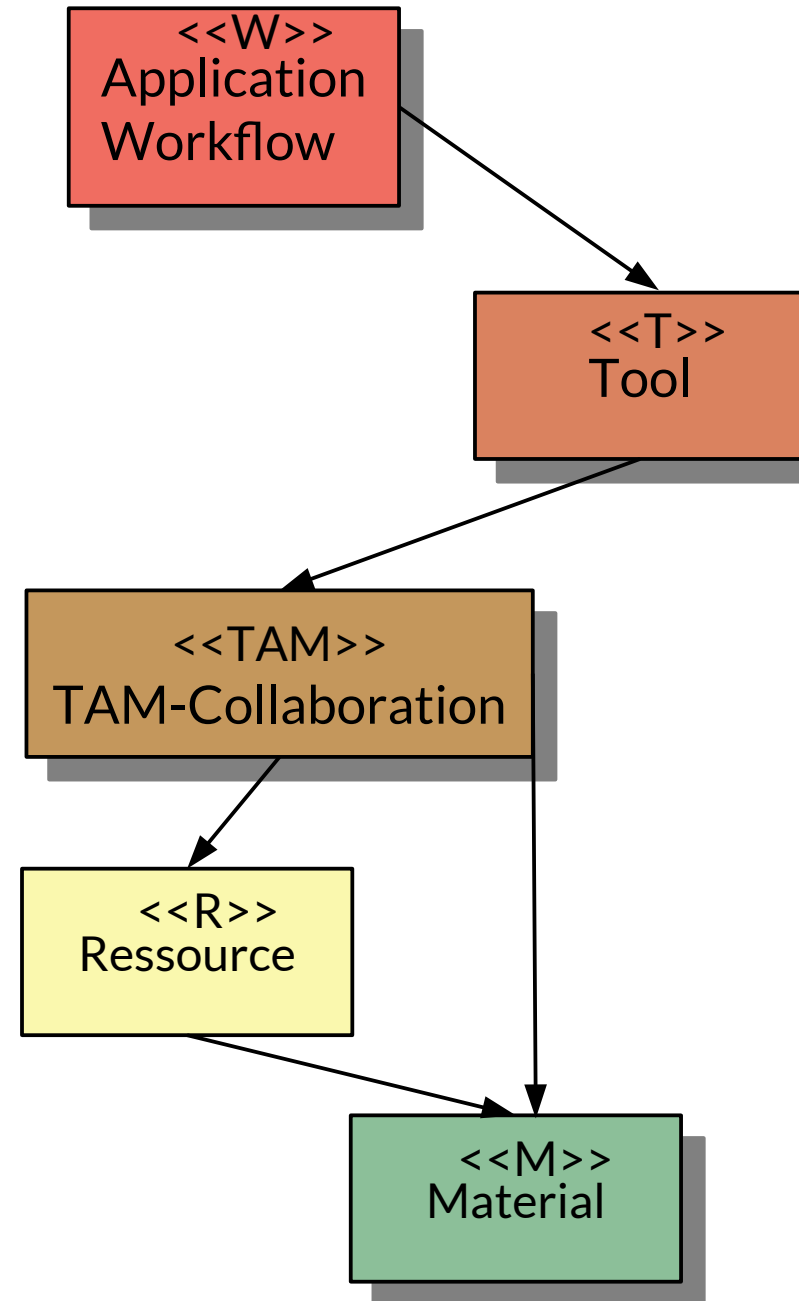 <<W>>
Application
Workflow
<<T>>
Tool
<<TAM>>
TAM-Collaboration
<<R>>
Ressource
<<M>>
Material